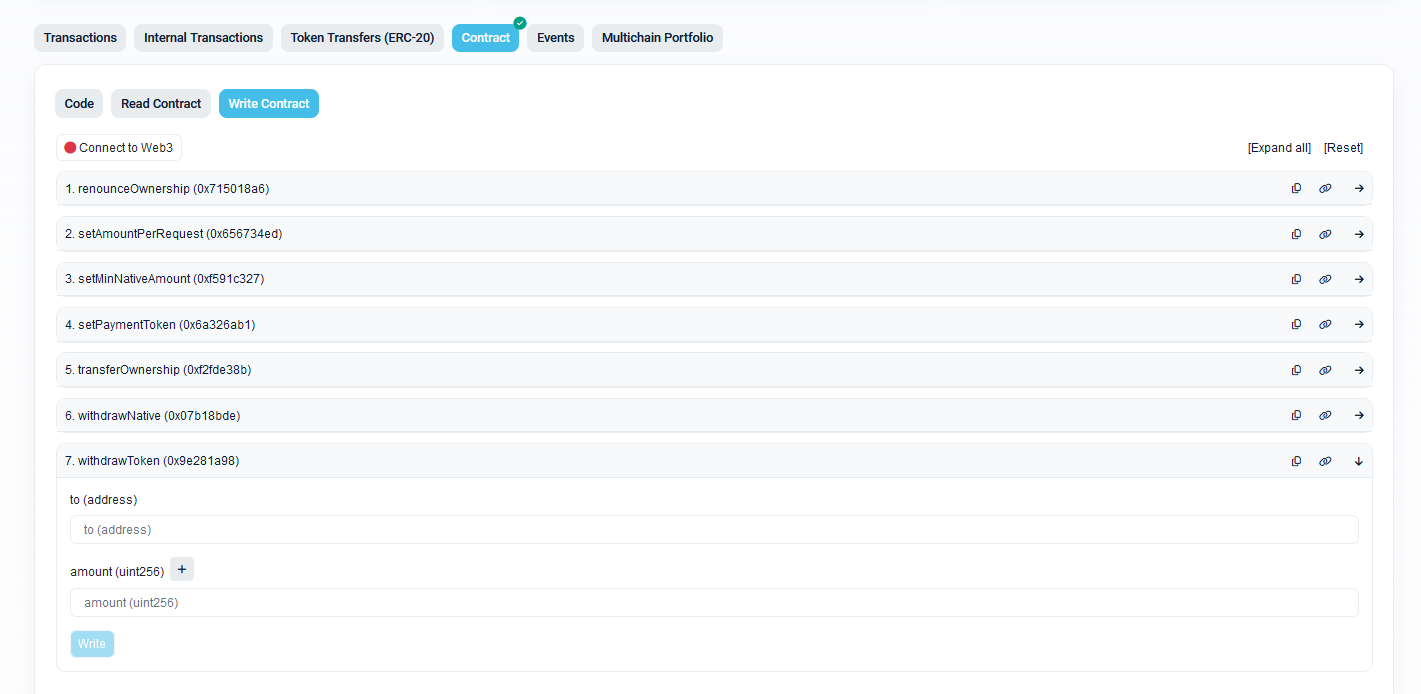 Transactions Internal Transactions Token Transfers (ERC-20) Contract Events Multichain Portfolio
Code Read Contract Write Contract
Connect to Web3 [Expand all] [Reset]
1. renounceOwnership (0x715018a6)
2. setAmountPerRequest (0x656734ed)
3. setMinNativeAmount (0xf591c327)
4. setPaymentToken (0x6a326ab1)
5. transferOwnership (0xf2fde38b)
6. withdrawNative (0x07b18bde)
7. withdrawToken (0x9e281a98)
to (address)
to (address)
amount (uint256) +
amount (uint256)
Write